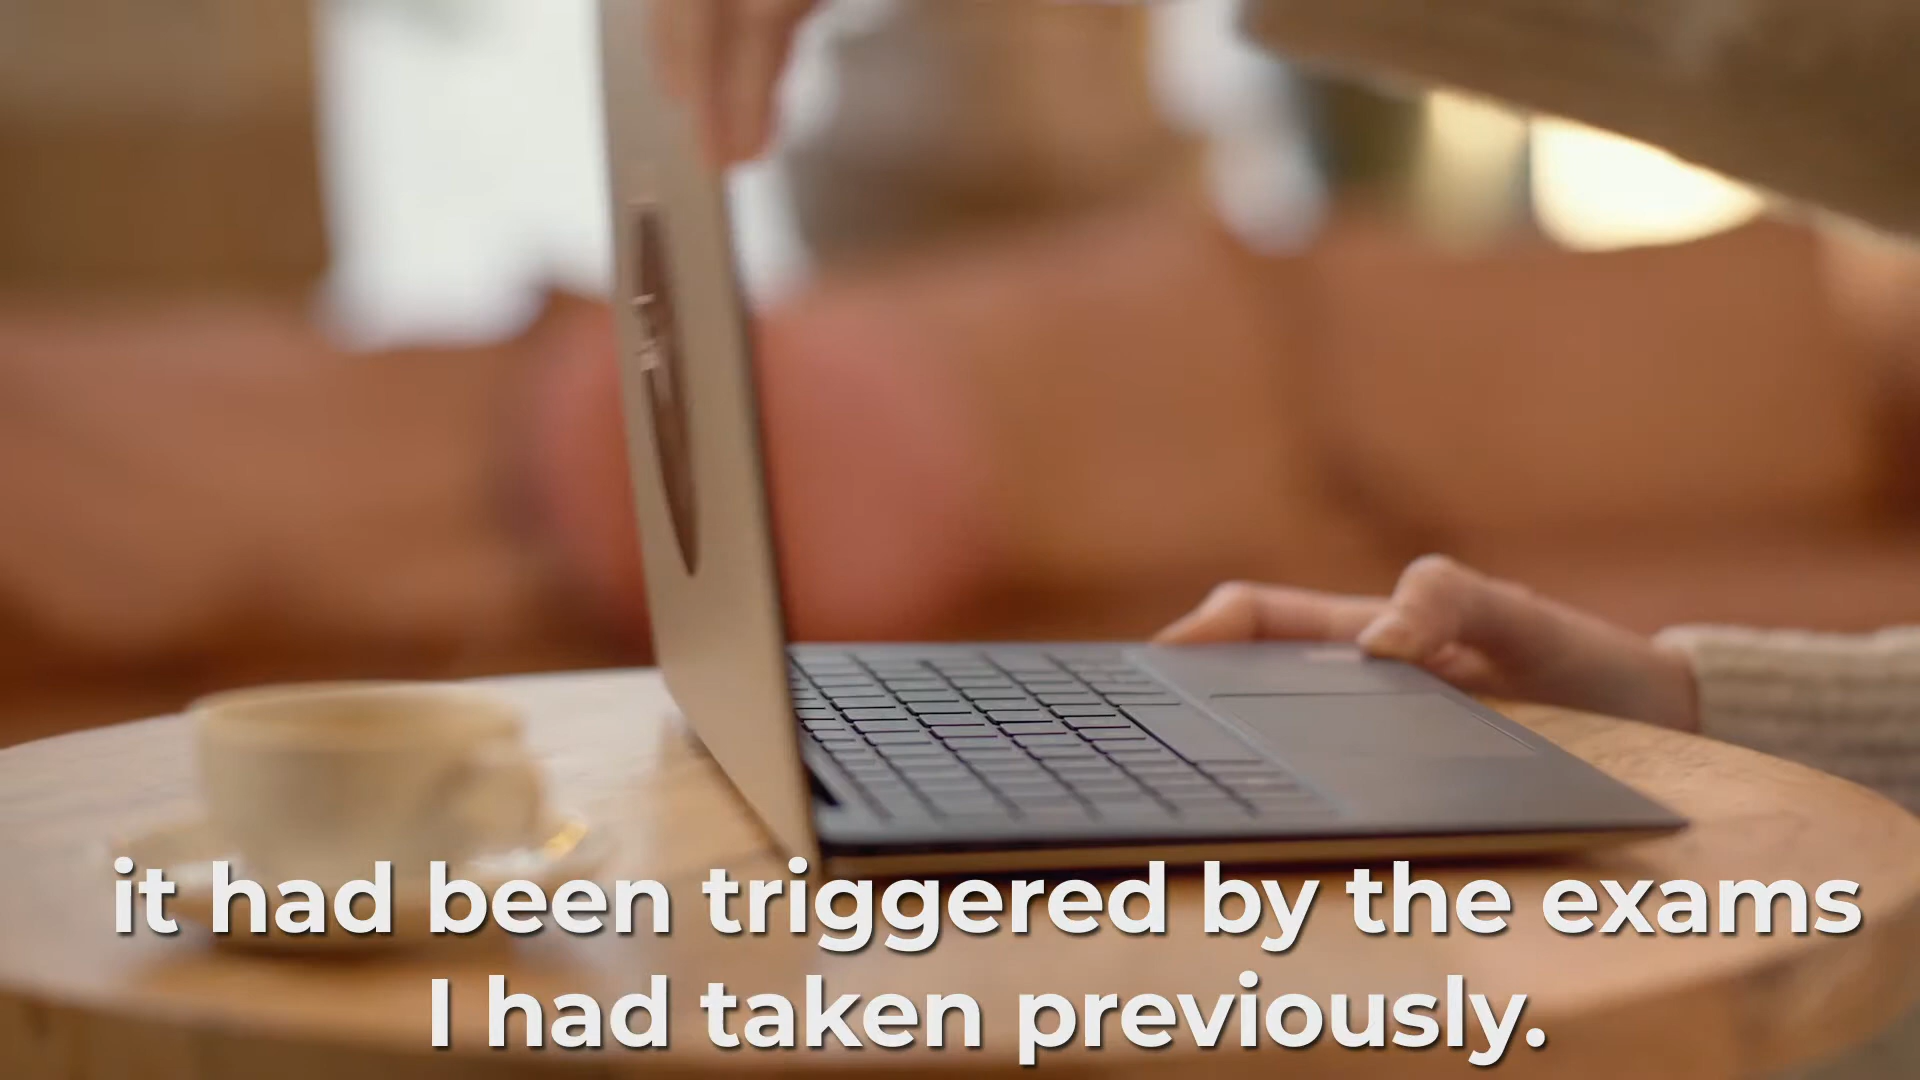 it had been triggered by the exams
I had taken previously.